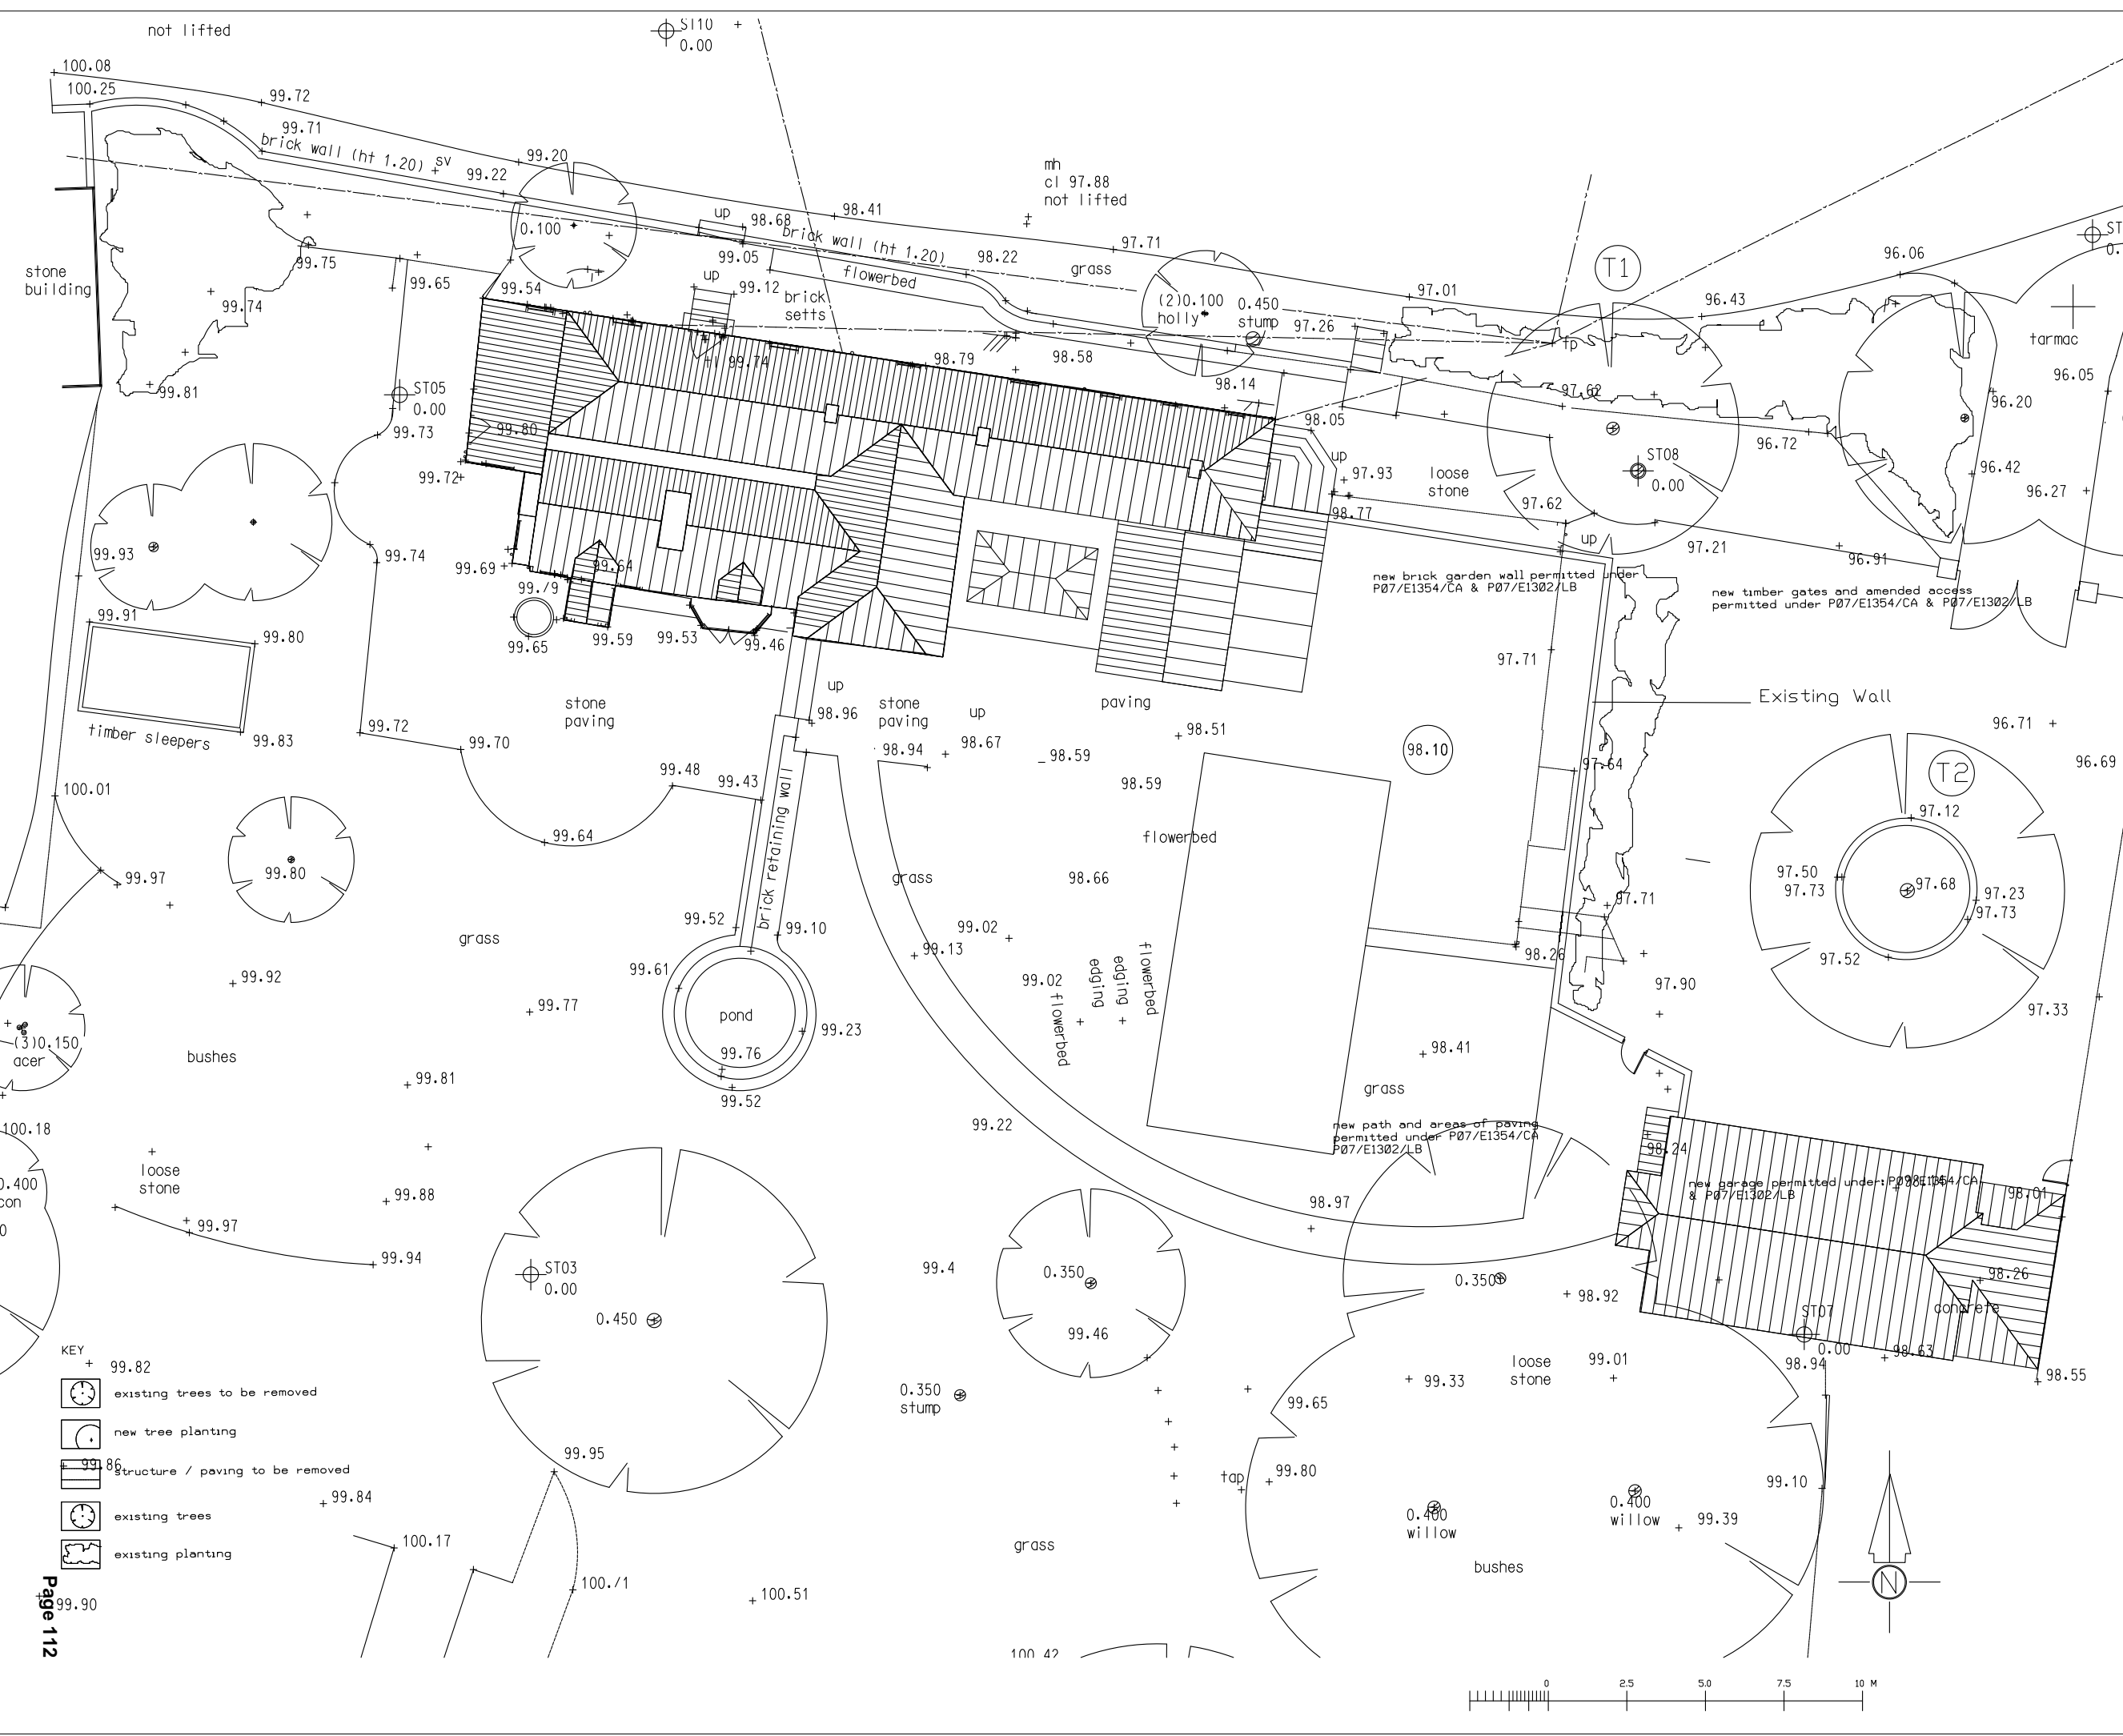 not lifted
ST10
0.00
100.08
100.25
99.72
99.71
brick wall (ht 1.20)
sv
99.20
99.22
mh
cl 97.88
not lifted
up
98.68
98.41
brick wall (ht 1.20)
98.22
97.71
grass
0.100
99.05
flowerbed
96.06
T1
ST
0.
stone
building
99.75
99.65
99.54
up
99.12
brick
setts
(2)0.100
holly
0.450
stump
97.26
97.01
96.43
99.74
fp
tarmac
99.74
98.79
98.58
98.14
96.05
99.81
ST05
0.00
97.62
96.20
98.05
99.73
99.80
96.72
99.72
up
97.93
loose
stone
ST08
0.00
96.42
96.27
97.62
98.77
99.93
99.74
99.69
99.64
99./9
up
97.21
96.91
new brick garden wall permitted under
P07/E1354/CA & P07/E1302/LB
new timber gates and amended access
permitted under P07/E1354/CA & P07/E1302/LB
99.91
99.80
99.65
99.59
99.53
99.46
97.71
up
stone
paving
98.96
stone
paving
up
paving
Existing Wall
timber sleepers
99.83
99.72
99.70
98.94
98.67
98.59
98.51
98.10
96.71
96.69
97.64
T2
100.01
99.48
99.43
98.59
97.12
99.64
brick retaining wall
flowerbed
99.80
99.97
grass
98.66
97.50
97.73
97.68
97.23
97.73
97.71
99.52
99.10
99.02
99.13
grass
98.26
97.52
99.61
99.92
99.02
edging
edging
flowerbed
flowerbed
97.90
97.33
99.77
pond
99.23
(3)0.150
acer
bushes
99.76
98.41
99.81
grass
99.52
100.18
99.22
new path and areas of paving
permitted under P07/E1354/CA
P07/E1302/LB
98.24
loose
stone
0.400
con
0
new garage permitted under: P07/E1354/CA
& P07/E1302/LB
98.01
99.88
98.97
99.97
99.94
ST03
0.00
99.4
0.350
0.350
98.26
98.92
0.450
99.46
ST07
0.00
concrete
KEY
99.82
loose
stone
99.01
98.94
98.63
98.55
existing trees to be removed
0.350
stump
99.33
99.65
new tree planting
99.95
99.86
structure / paving to be removed
tap
99.80
99.10
99.84
existing trees
0.400
willow
0.400
willow
99.39
100.17
grass
existing planting
bushes
100./1
100.51
N
Page 112
99.90
100.42
0 2.5 5.0 7.5 10 M